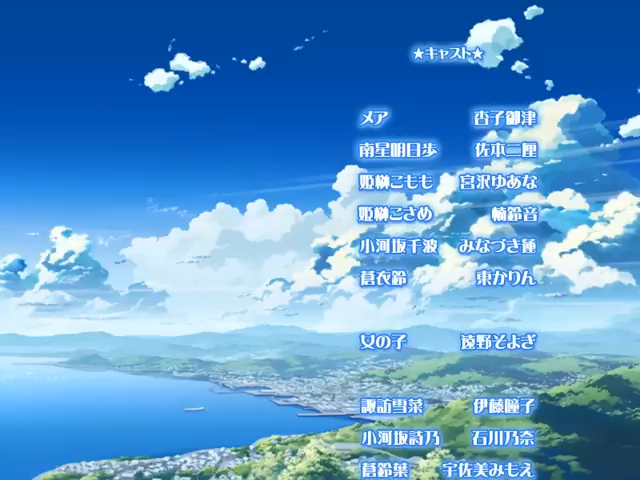 ★キャスト★
メア 杏子御津
南星明日歩 佐本二厘
姫榊こもも 宮沢ゆあな
姫榊こさめ 楠鈴音
小河坂千波 みなづき蓮
蒼衣鈴 東かりん
女の子 遠野そよぎ
諏訪雪菜 伊藤瞳子
小河坂詩乃 石川乃奈
蒼鈴葉 宇佐美みもえ